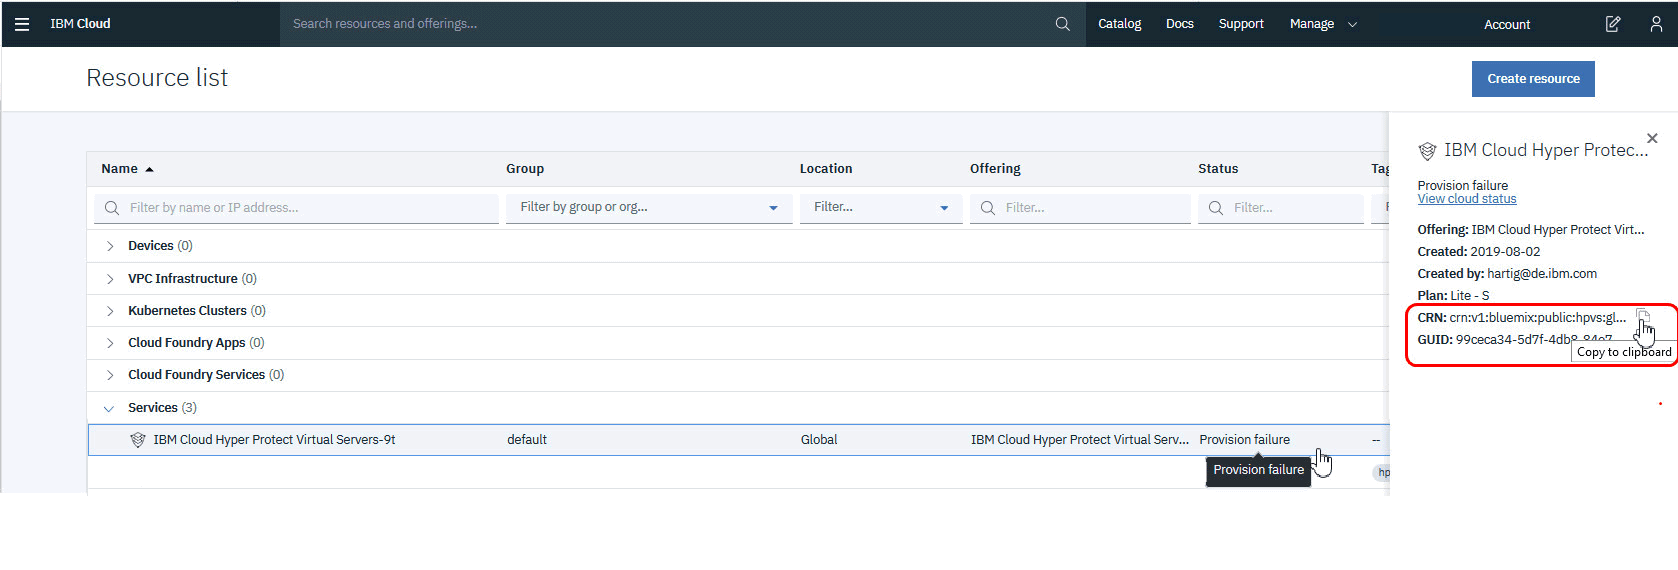 IBM Cloud Search resources and offerings... Catalog Docs Support Manage Account
Resource list Create resource
Name Group Location Offering Status
Filter by name or IP address... Filter by group or org... Filter... Filter... Filter...
Devices (0)
VPC Infrastructure (0)
Kubernetes Clusters (0)
Cloud Foundry Apps (0)
Cloud Foundry Services (0)
Services (3)
IBM Cloud Hyper Protect Virtual Servers-9t default Global IBM Cloud Hyper Protect Virtual Serv... Provision failure --
Provision failure
hp
IBM Cloud Hyper Protec...
Provision failure
View cloud status
Offering: IBM Cloud Hyper Protect Virt...
Created: 2019-08-02
Created by: hartig@de.ibm.com
Plan: Lite - S
CRN: crn:v1:bluemix:public:hpvs:gl...
GUID: 99ceca34-5d7f-4db8-84e7
Copy to clipboard